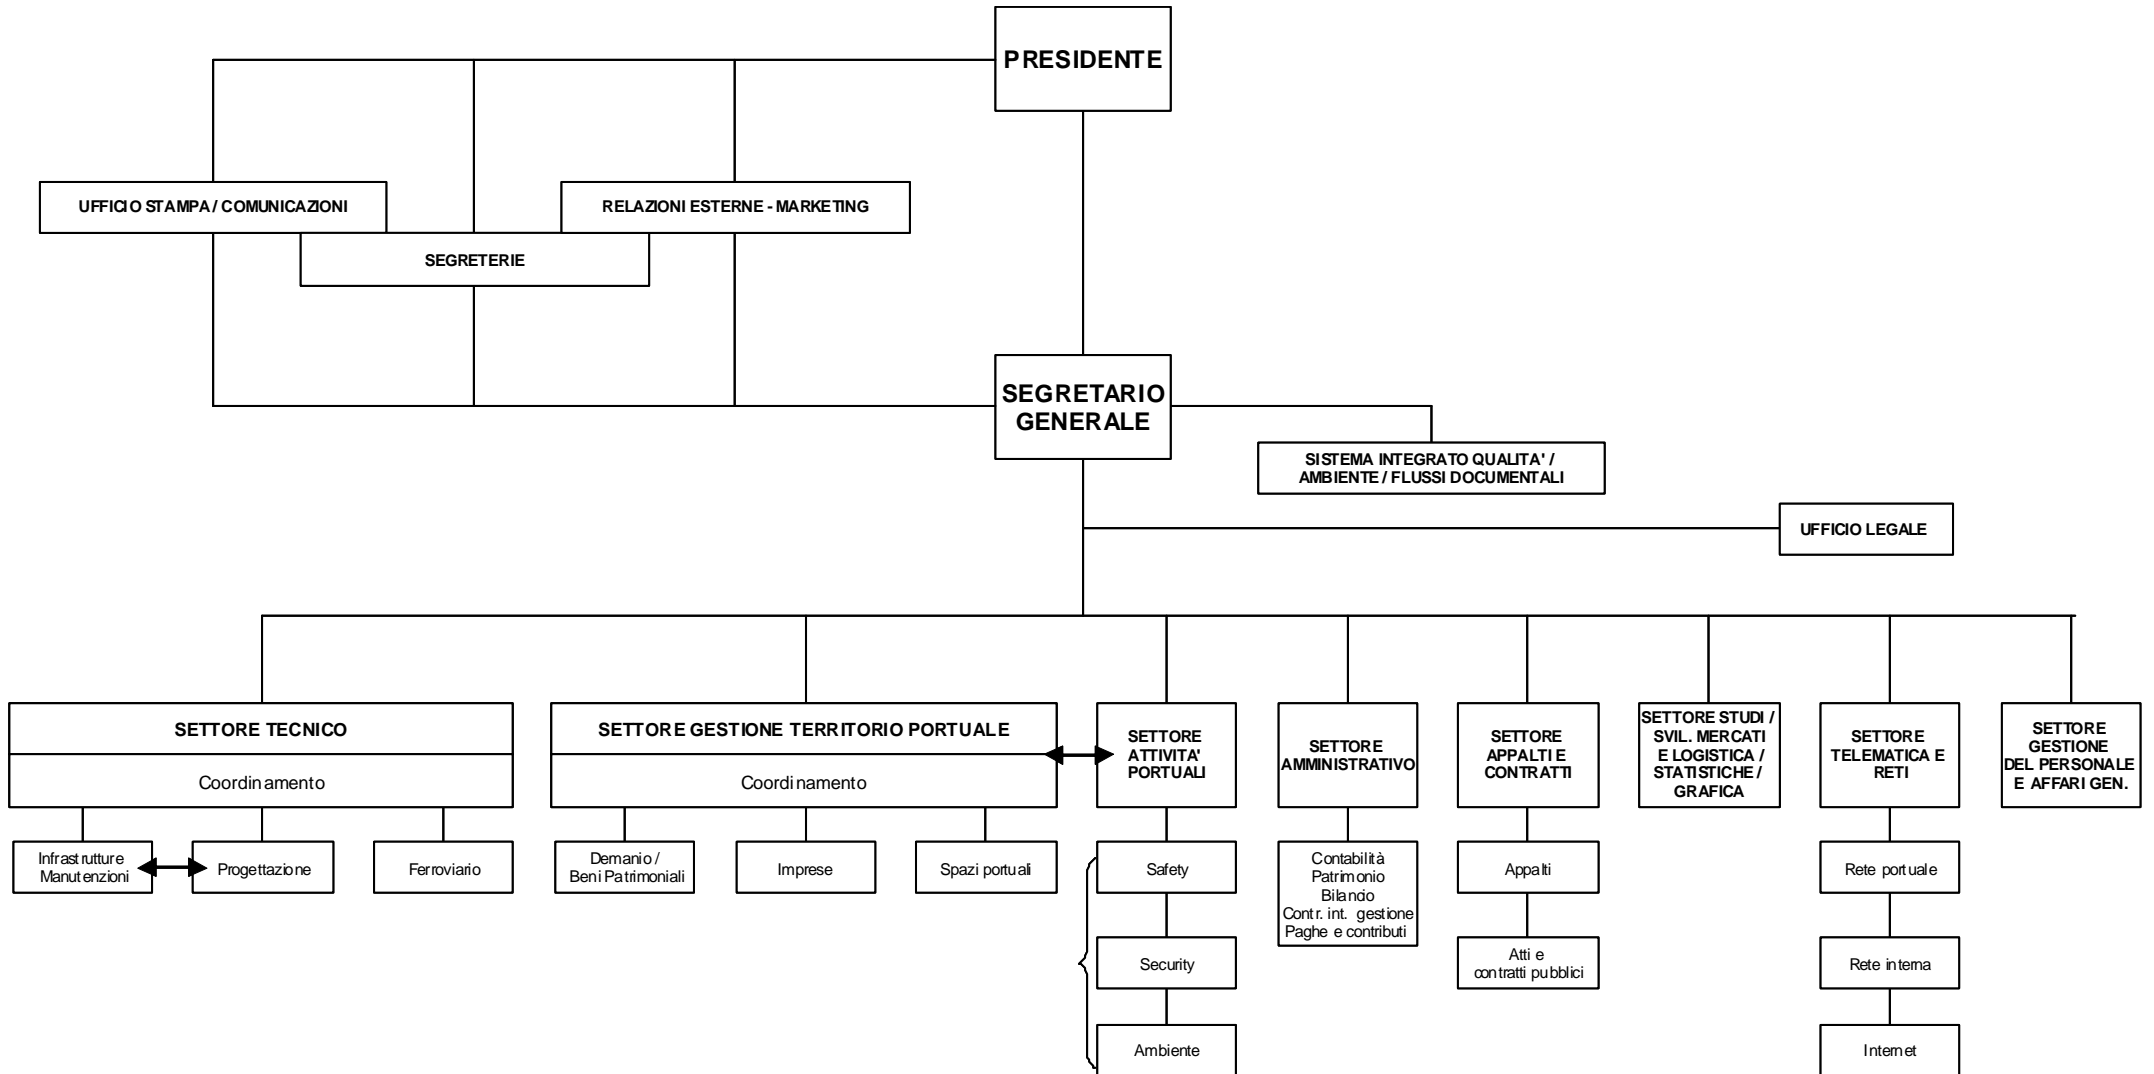 PRESIDENTE
UFFICIO STAMPA / COMUNICAZIONI
RELAZIONI ESTERNE - MARKETING
SEGRETERIE
SEGRETARIO
GENERALE
SISTEMA INTEGRATO QUALITA' /
AMBIENTE / FLUSSI DOCUMENTALI
UFFICIO LEGALE
SETTORE TECNICO
Coordinamento
Infrastrutture
Manutenzioni
Progettazione
Ferroviario
SETTORE GESTIONE TERRITORIO PORTUALE
Coordinamento
Demanio /
Beni Patrimoniali
Imprese
Spazi portuali
SETTORE
ATTIVITA'
PORTUALI
Safety
Security
Ambiente
SETTORE
AMMINISTRATIVO
Contabilità
Patrimonio
Bilancio
Contr. int. gestione
Paghe e contributi
SETTORE
APPALTI E
CONTRATTI
Appalti
Atti e
contratti pubblici
SETTORE STUDI /
SVIL. MERCATI
E LOGISTICA /
STATISTICHE /
GRAFICA
SETTORE
TELEMATICA E
RETI
Rete portuale
Rete interna
Internet
SETTORE
GESTIONE
DEL PERSONALE
E AFFARI GEN.